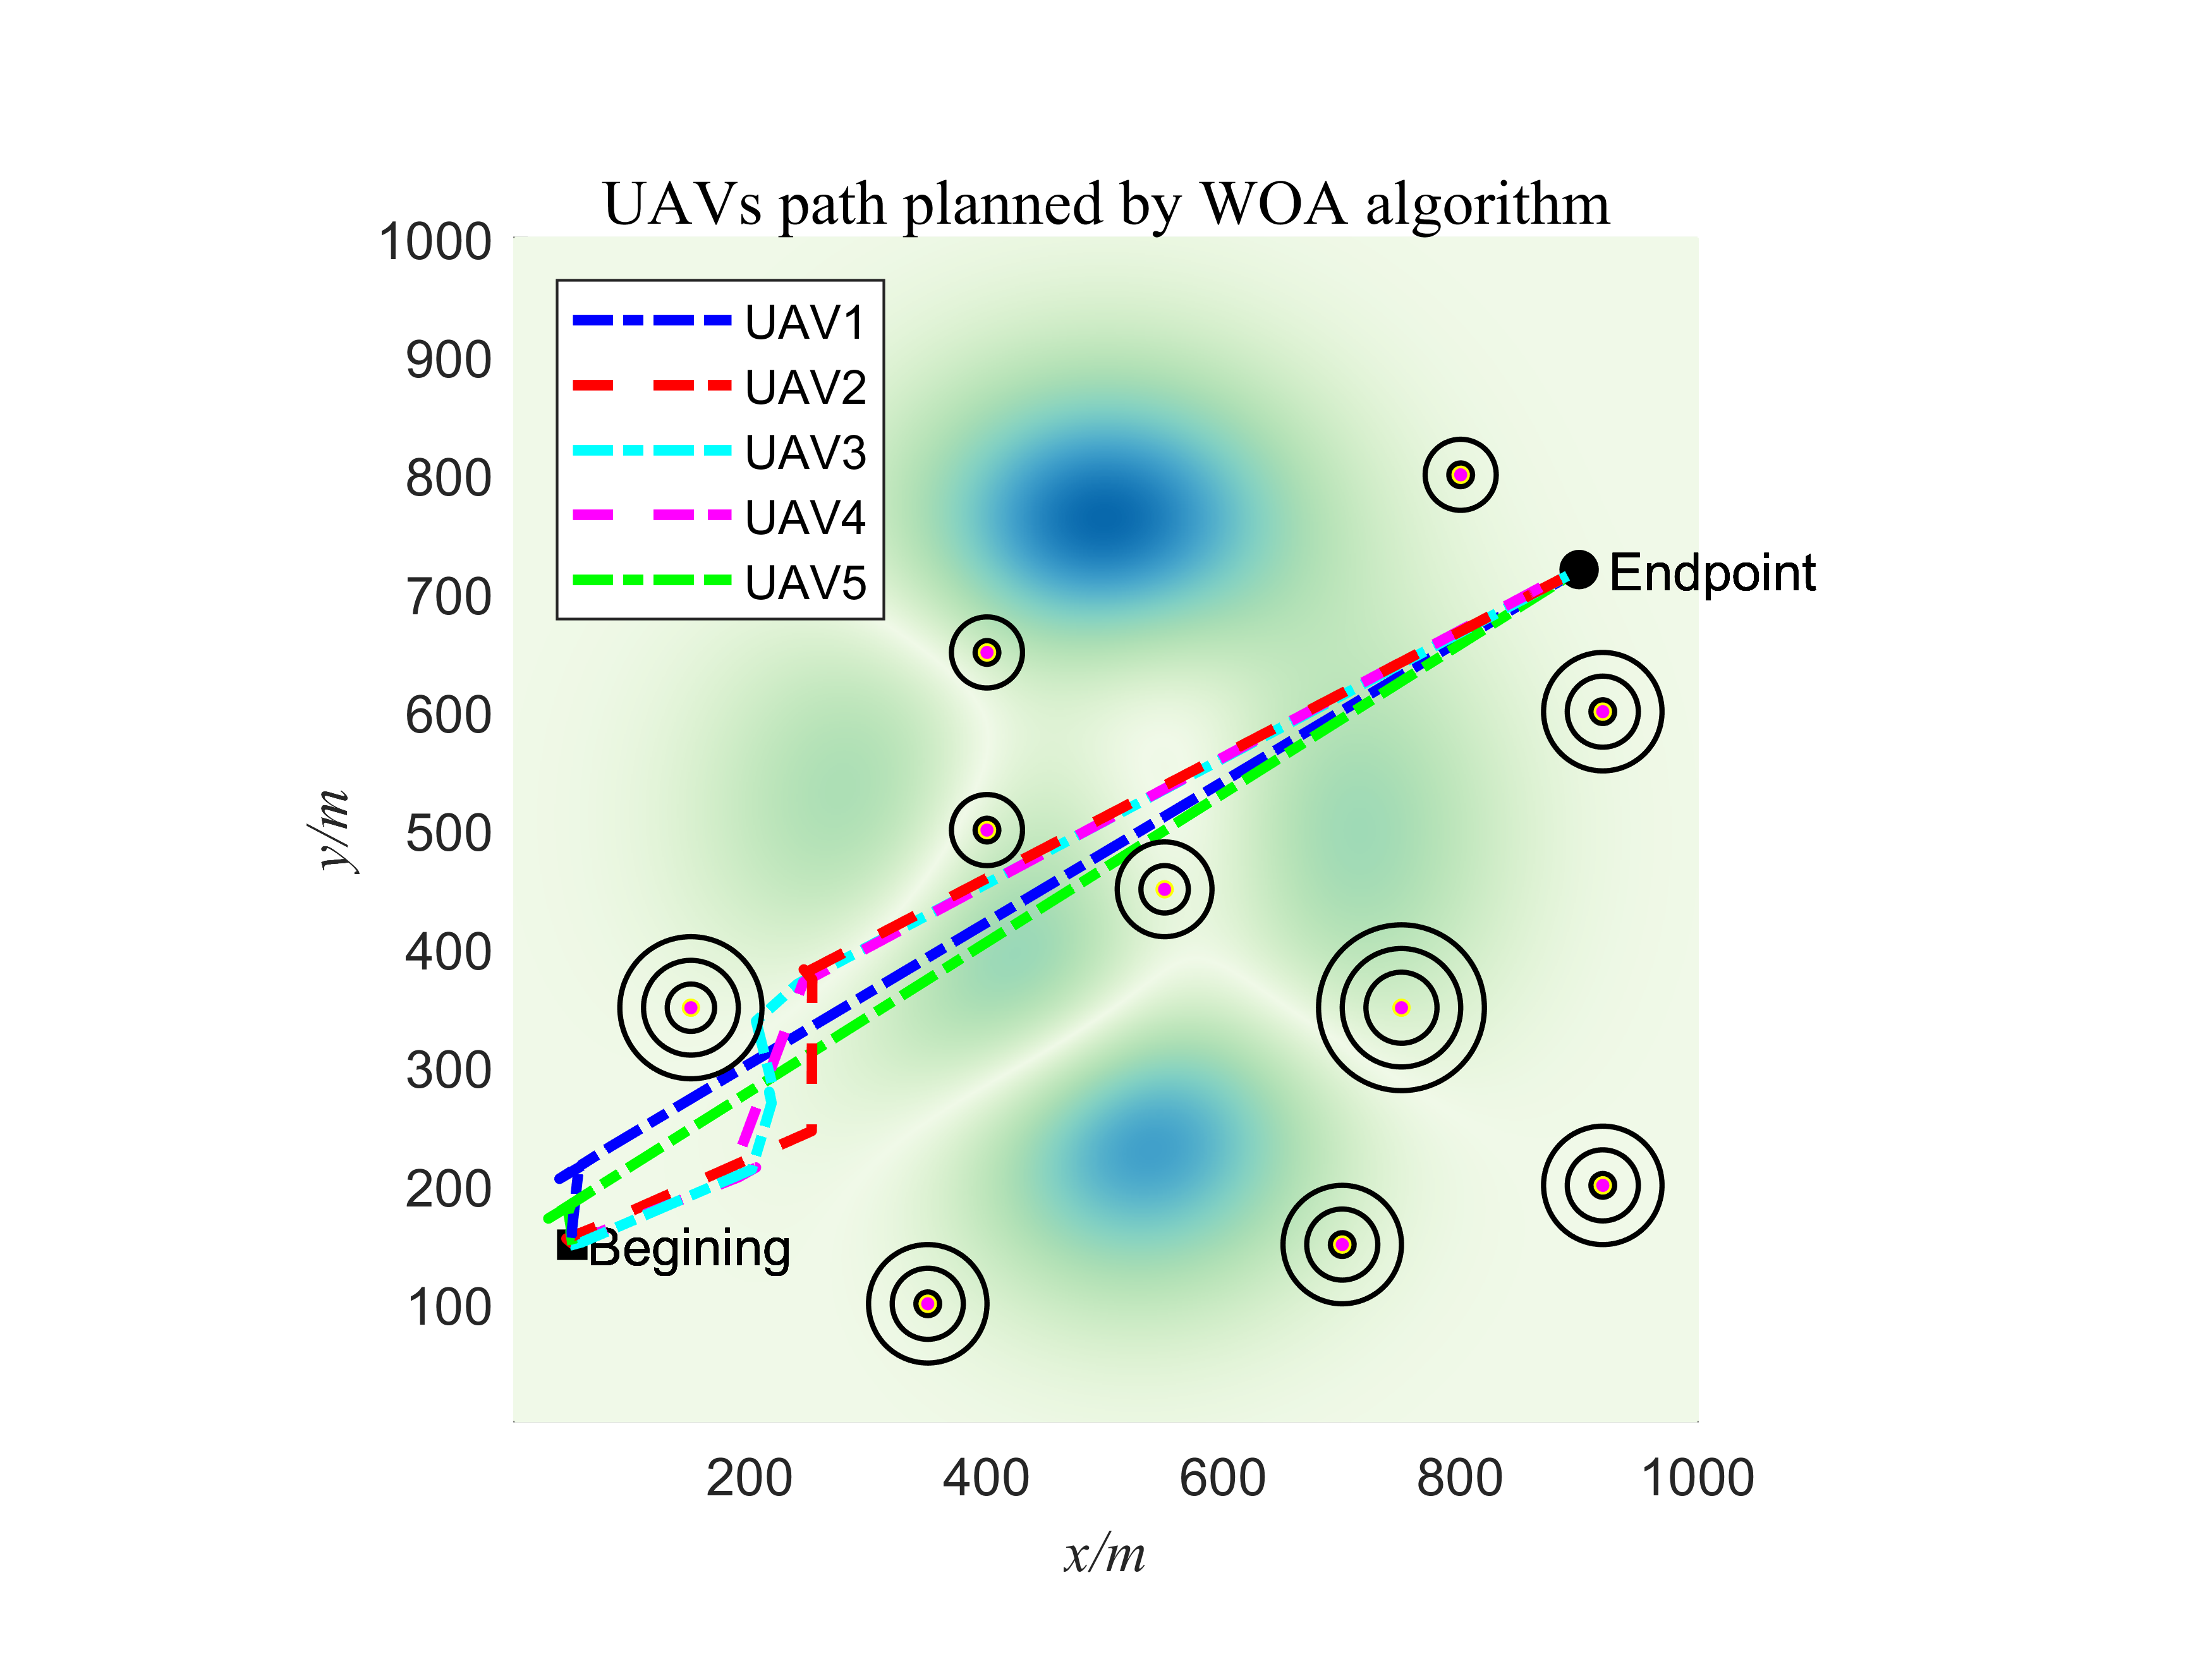 UAVs path planned by WOA algorithm
1000
900
800
700
600
500
400
300
200
100
y/m
UAV1
UAV2
UAV3
UAV4
UAV5
Endpoint
Begining
200 400 600 800 1000
x/m